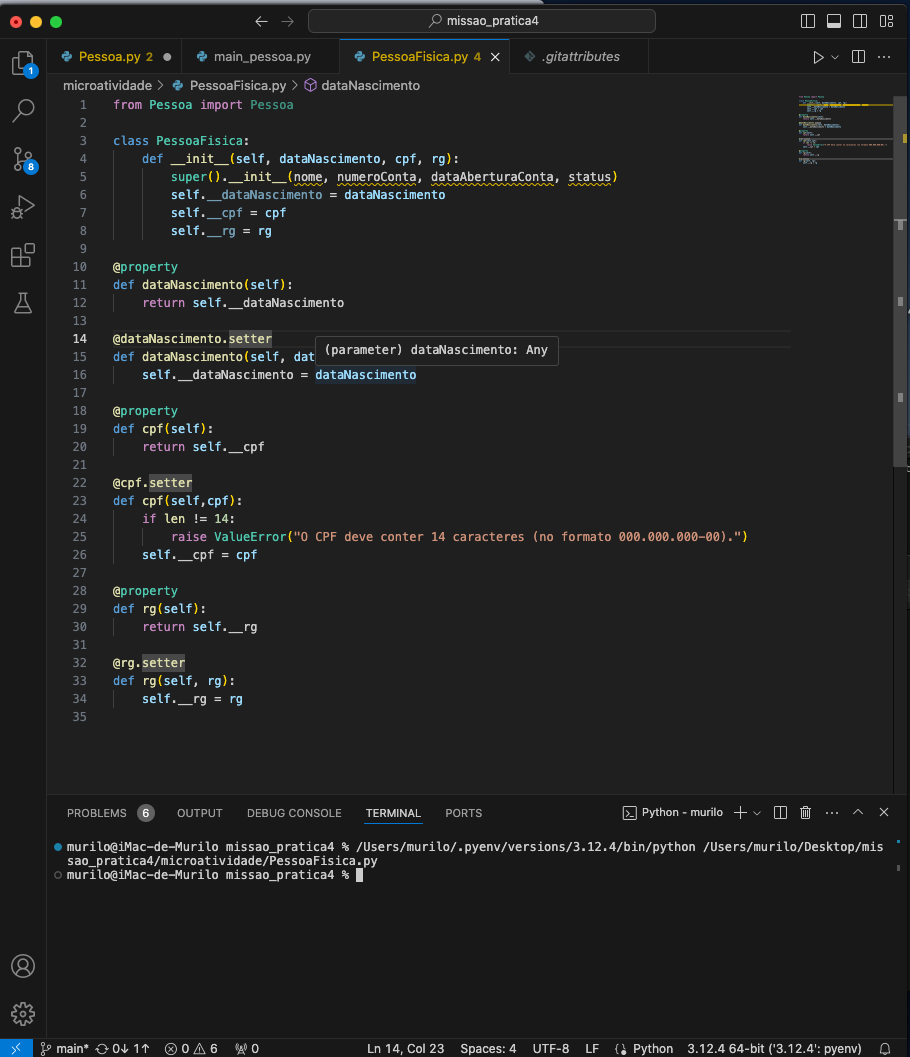 missao_pratica4
Pessoa.py 2 main_pessoa.py PessoaFisica.py 4 .gitattributes
microatividade > PessoaFisica.py > dataNascimento
1 from Pessoa import Pessoa
2
3 class PessoaFisica:
4 def __init__(self, dataNascimento, cpf, rg):
5 super().__init__(nome, numeroConta, dataAberturaConta, status)
6 self.__dataNascimento = dataNascimento
7 self.__cpf = cpf
8 self.__rg = rg
9
10 @property
11 def dataNascimento(self):
12 return self.__dataNascimento
13
14 @dataNascimento.setter
15 def dataNascimento(self, dat
(parameter) dataNascimento: Any
16 self.__dataNascimento = dataNascimento
17
18 @property
19 def cpf(self):
20 return self.__cpf
21
22 @cpf.setter
23 def cpf(self,cpf):
24 if len != 14:
25 raise ValueError("O CPF deve conter 14 caracteres (no formato 000.000.000-00).")
26 self.__cpf = cpf
27
28 @property
29 def rg(self):
30 return self.__rg
31
32 @rg.setter
33 def rg(self, rg):
34 self.__rg = rg
35
1
8
PROBLEMS 6 OUTPUT DEBUG CONSOLE TERMINAL PORTS Python - murilo
murilo@iMac-de-Murilo missao_pratica4 % /Users/murilo/.pyenv/versions/3.12.4/bin/python /Users/murilo/Desktop/mis
sao_pratica4/microatividade/PessoaFisica.py
murilo@iMac-de-Murilo missao_pratica4 %
main* 0↓ 1↑ 0 6 0 Ln 14, Col 23 Spaces: 4 UTF-8 LF Python 3.12.4 64-bit ('3.12.4': pyenv)